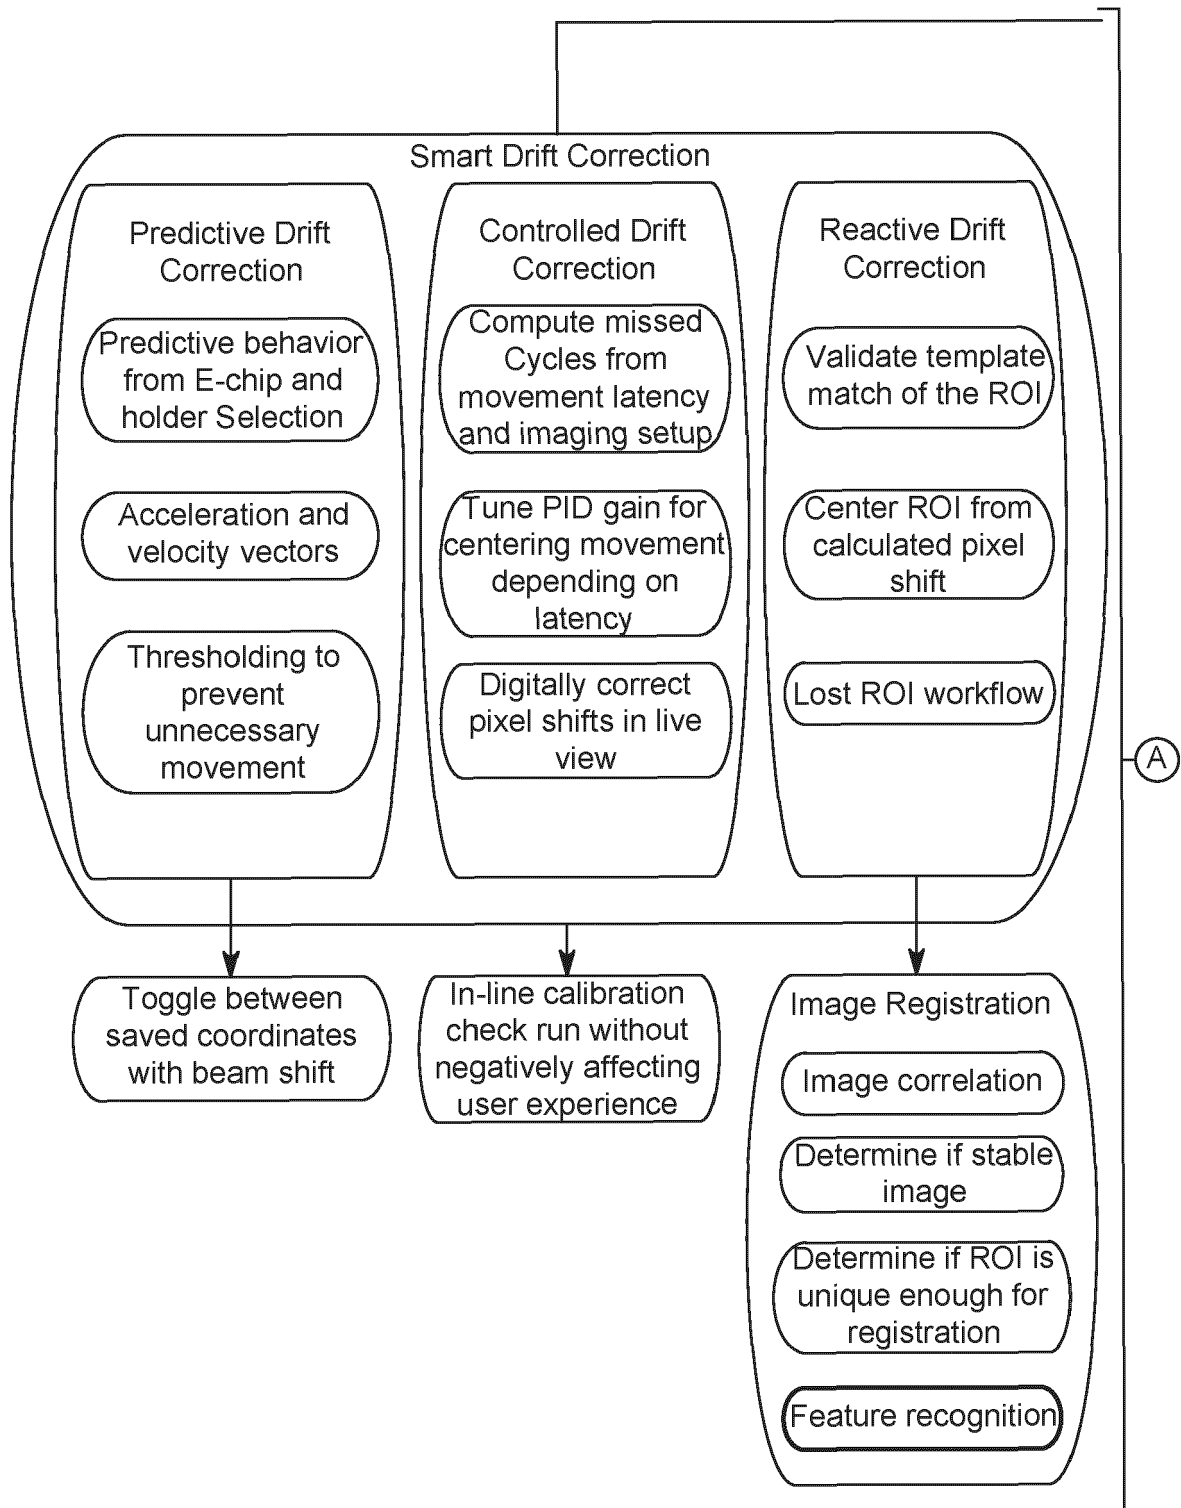 Smart Drift Correction
Predictive Drift
Correction
Predictive behavior
from E-chip and
holder Selection
Acceleration and
velocity vectors
Thresholding to
prevent
unnecessary
movement
Controlled Drift
Correction
Compute missed
Cycles from
movement latency
and imaging setup
Tune PID gain for
centering movement
depending on
latency
Digitally correct
pixel shifts in live
view
Reactive Drift
Correction
Validate template
match of the ROI
Center ROI from
calculated pixel
shift
Lost ROI workflow
A
Toggle between
saved coordinates
with beam shift
In-line calibration
check run without
negatively affecting
user experience
Image Registration
Image correlation
Determine if stable
image
Determine if ROI is
unique enough for
registration
Feature recognition